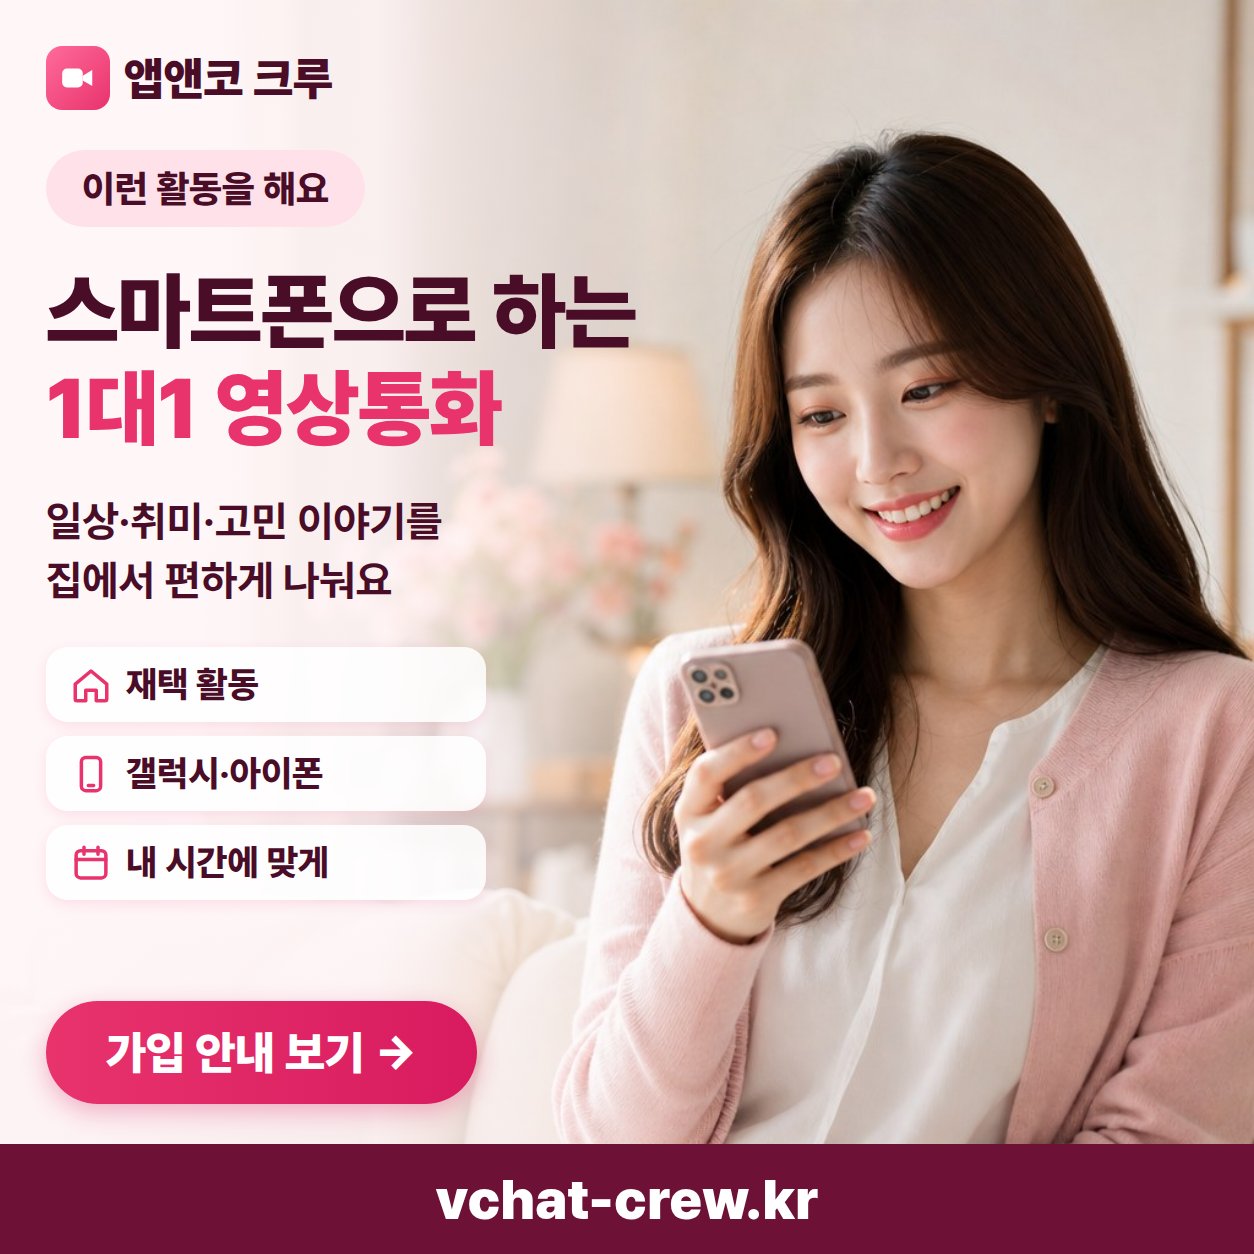 앱앤코 크루
이런 활동을 해요
스마트폰으로 하는
1대1 영상통화
일상·취미·고민 이야기를
집에서 편하게 나눠요
재택 활동
갤럭시·아이폰
내 시간에 맞게
가입 안내 보기 →
vchat-crew.kr